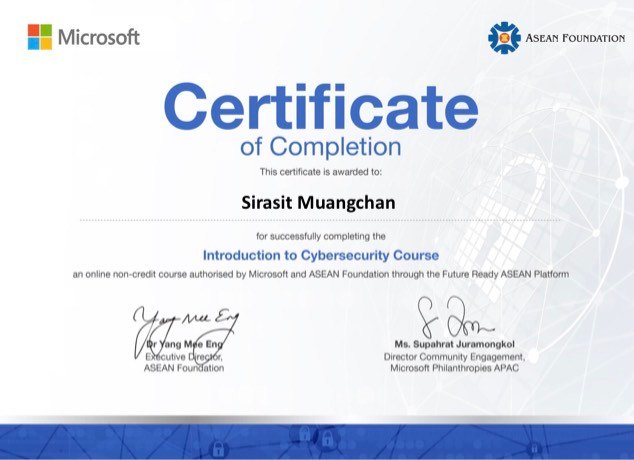 Microsoft
ASEAN FOUNDATION
Certificate
of Completion
This certificate is awarded to:
Sirasit Muangchan
for successfully completing the
Introduction to Cybersecurity Course
an online non-credit course authorised by Microsoft and ASEAN Foundation through the Future Ready ASEAN Platform
Yang Mee Eng
Dr Yang Mee Eng
Executive Director,
ASEAN Foundation
Ms. Supahrat Juramongkol
Director Community Engagement,
Microsoft Philanthropies APAC